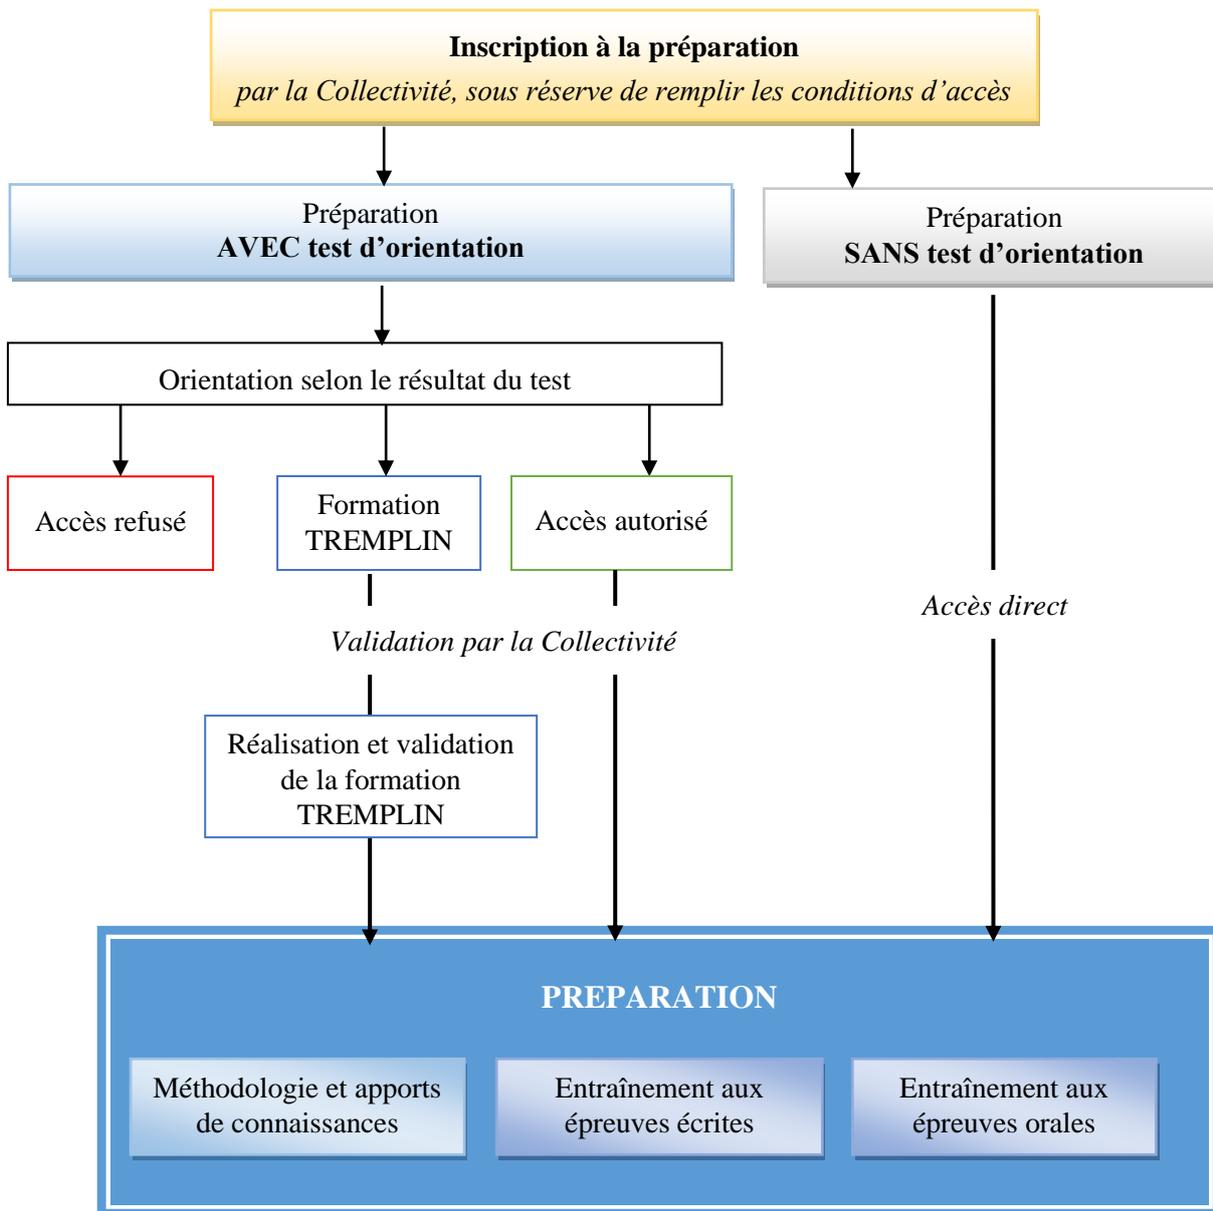 Inscription à la préparation
par la Collectivité, sous réserve de remplir les conditions d’accès
Préparation
AVEC test d’orientation
Préparation
SANS test d’orientation
Orientation selon le résultat du test
Accès refusé
Formation
TREMPLIN
Accès autorisé
Accès direct
Validation par la Collectivité
Réalisation et validation
de la formation
TREMPLIN
PREPARATION
Méthodologie et apports
de connaissances
Entraînement aux
épreuves écrites
Entraînement aux
épreuves orales